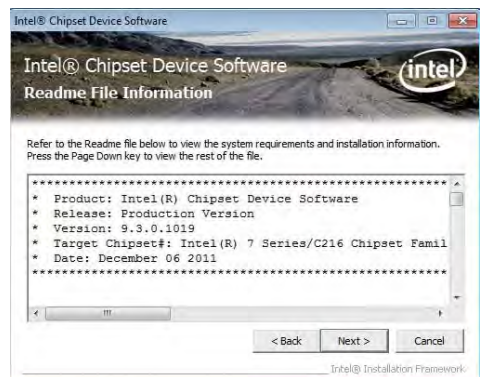 Intel® Chipset Device Software
Intel® Chipset Device Software
Readme File Information
intel
Refer to the Readme file below to view the system requirements and installation information.
Press the Page Down key to view the rest of the file.
************************************************************
* Product: Intel(R) Chipset Device Software
* Release: Production Version
* Version: 9.3.0.1019
* Target Chipset#: Intel(R) 7 Series/C216 Chipset Famil
* Date: December 06 2011
************************************************************
< Back Next > Cancel
Intel® Installation Framework